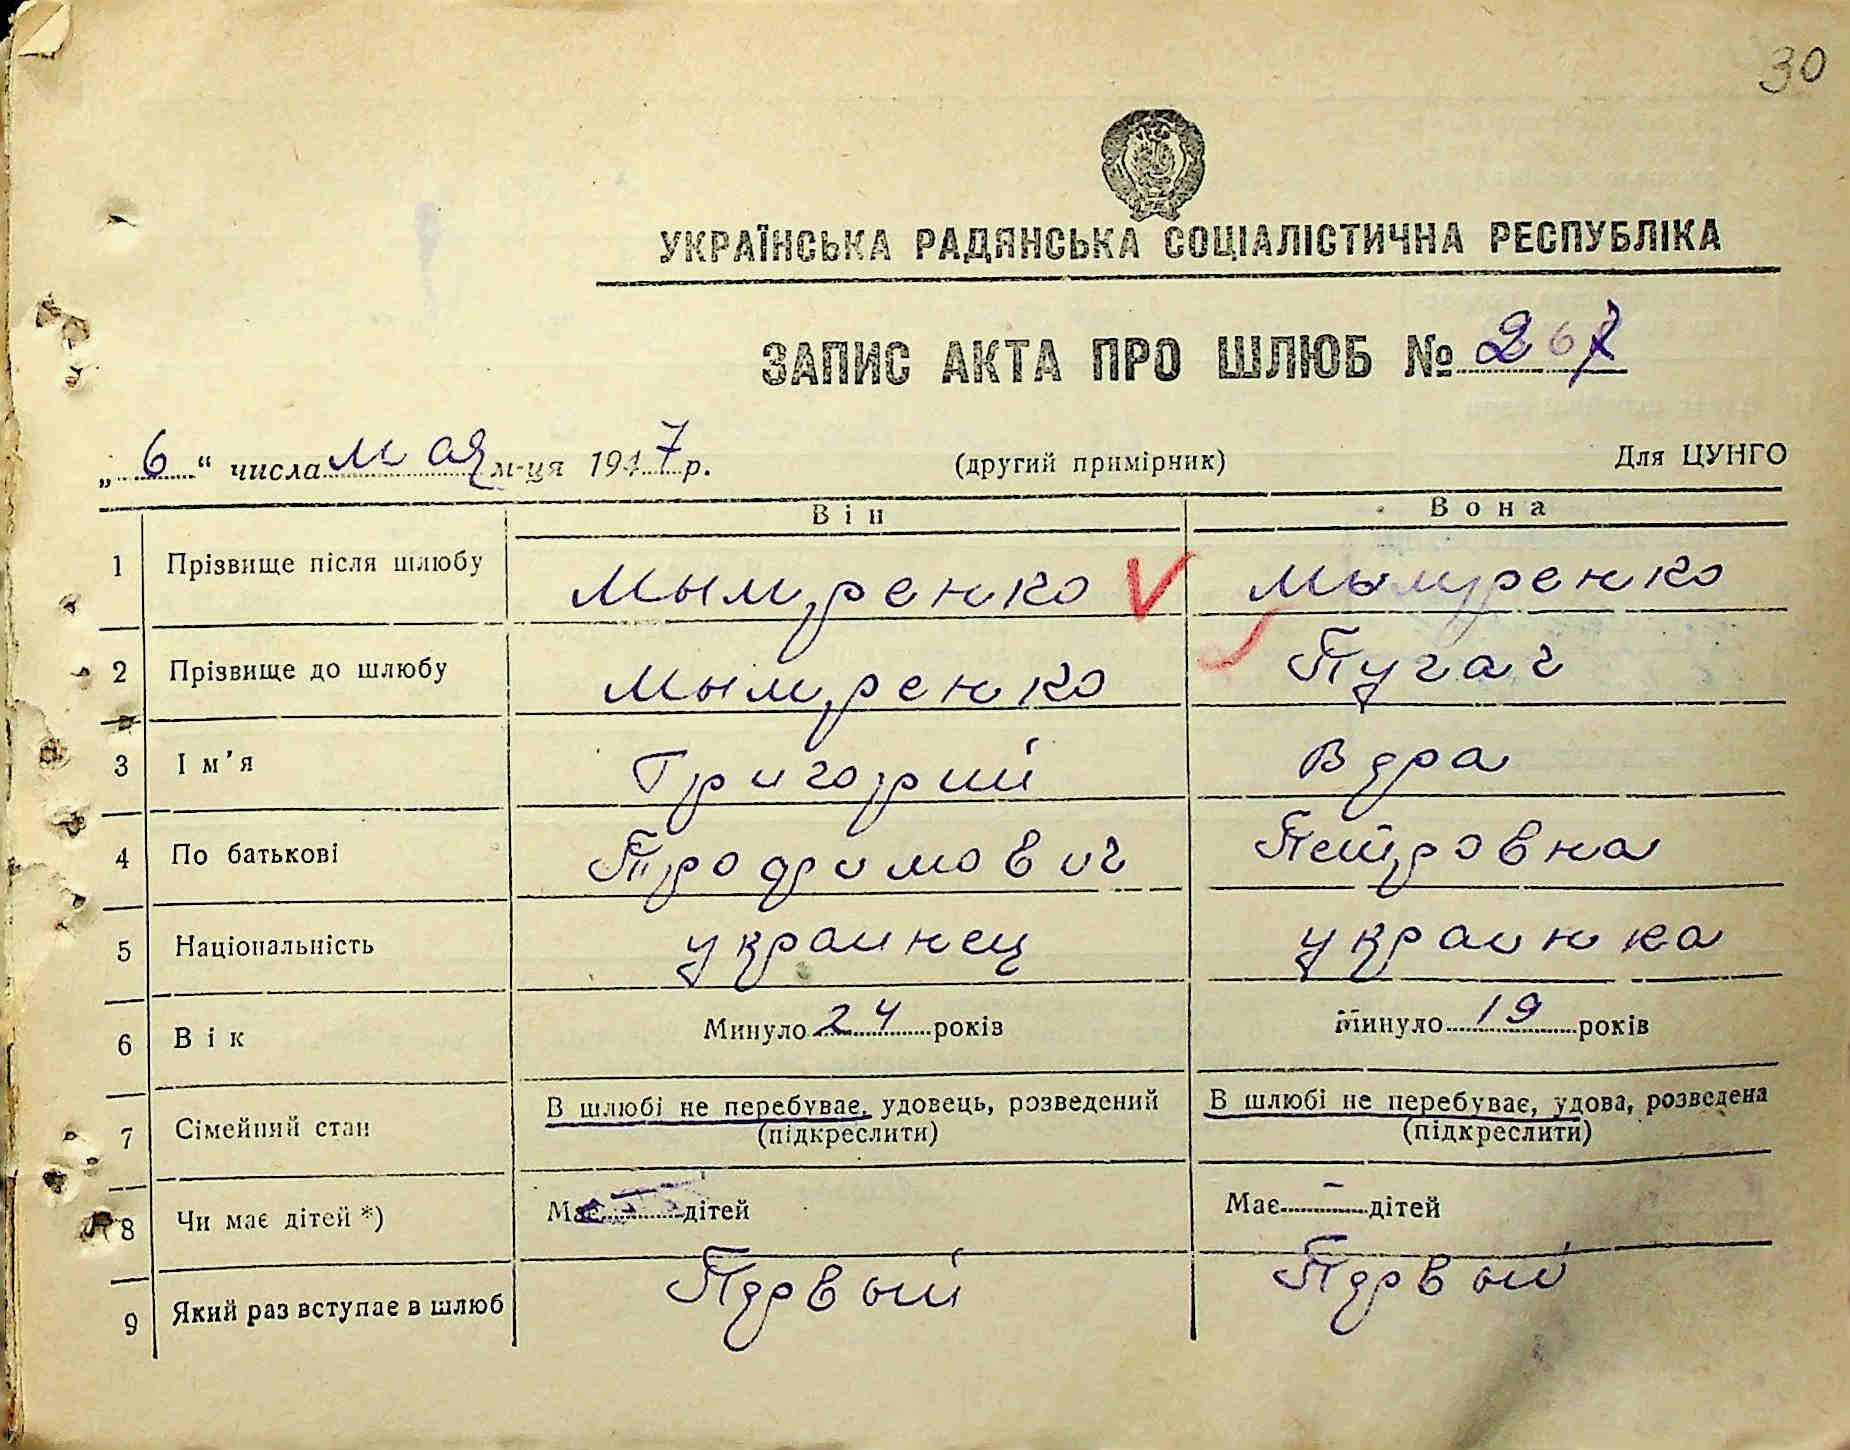 30
УКРАЇНСЬКА РАДЯНСЬКА СОЦІАЛІСТИЧНА РЕСПУБЛІКА
ЗАПИС АКТА ПРО ШЛЮБ № 267
„6“ числа мая м-ця 1947 р. (другий примірник) Для ЦУНГО
Він Вона
1 Прізвище після шлюбу Мымренко Мымренко
2 Прізвище до шлюбу Мымренко Пугач
3 Ім'я Григорий Вера
4 По батькові Трофимович Петровна
5 Національність украинец украинка
6 Вік Минуло 24 років Минуло 19 років
7 Сімейний стан В шлюбі не перебуває, удовець, розведений В шлюбі не перебуває, удова, розведена
(підкреслити) (підкреслити)
8 Чи має дітей *) Має — дітей Має — дітей
9 Який раз вступає в шлюб Первый Первый